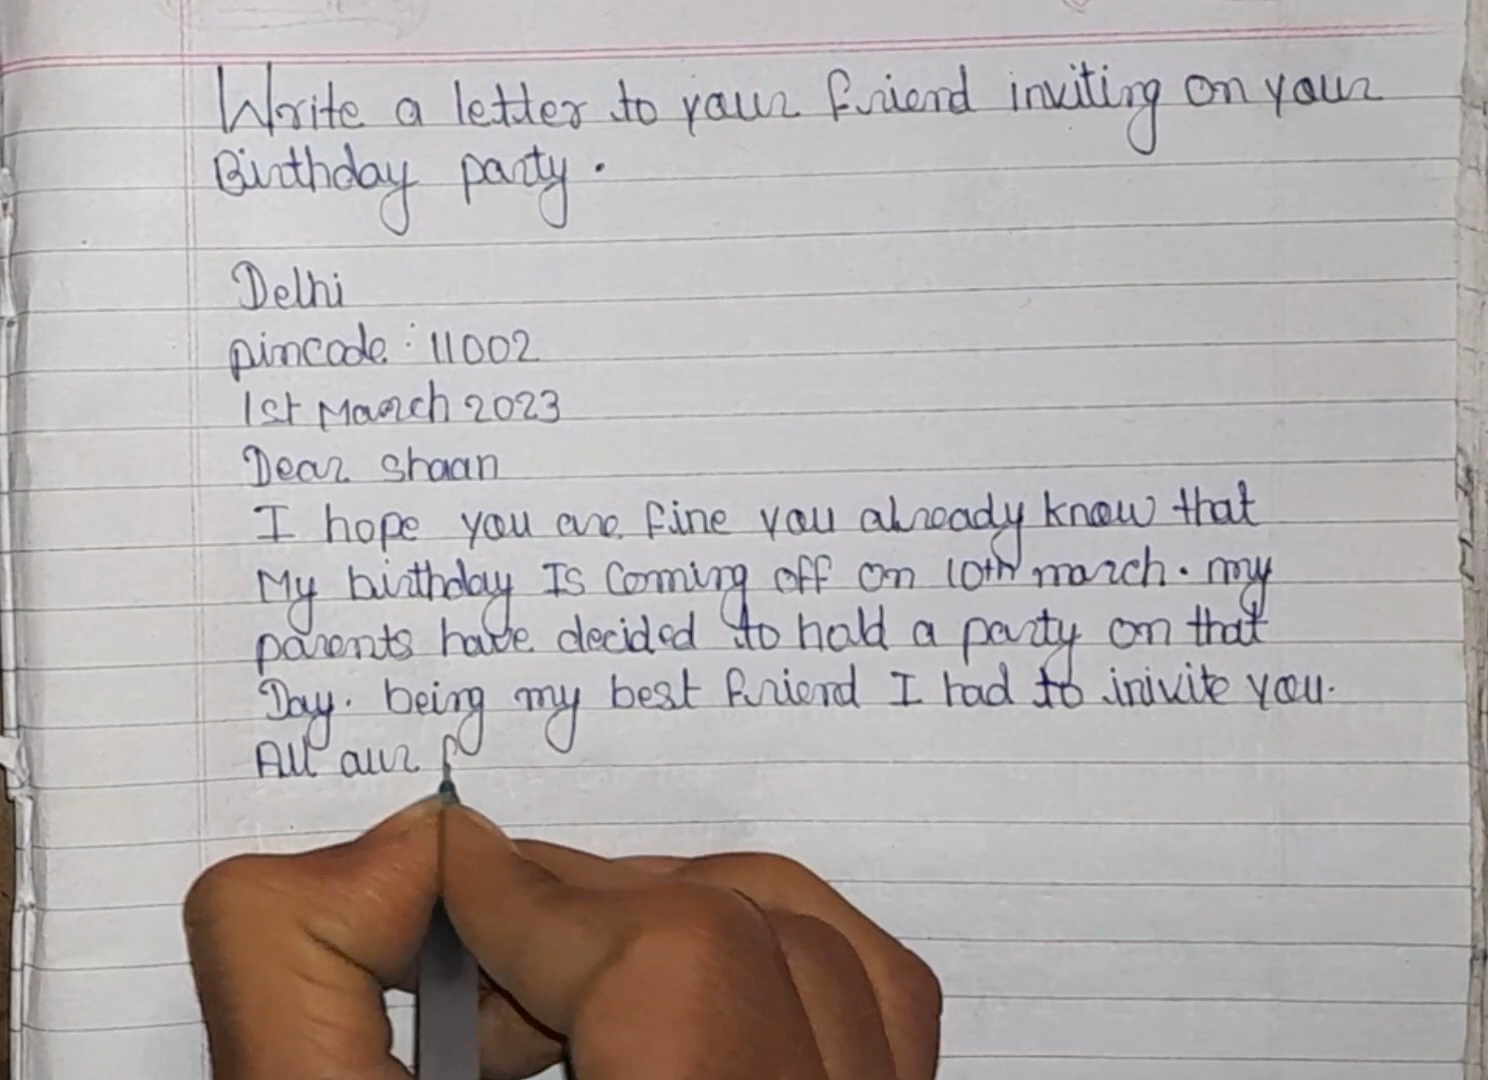 Write a letter to your friend inviting on your
Birthday party.
Delhi
pincode : 11002
1st March 2023
Dear shaan
I hope you are fine you already know that
My birthday Is Coming off on 10th march. my
parents have decided to hold a party on that
Day. being my best friend I had to inivite you.
All our